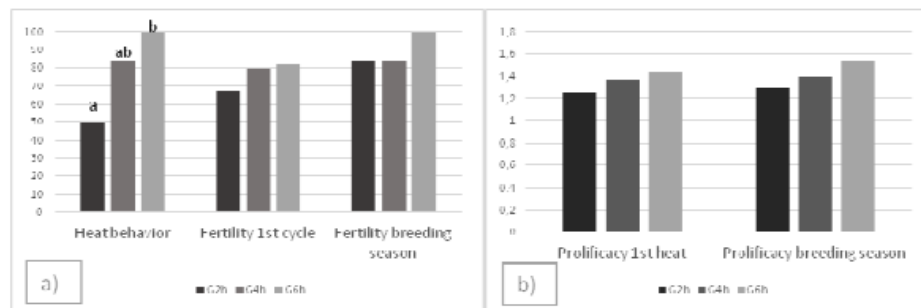 100
90
80
70
60
50
40
30
20
10
0
a
ab
b
Heat behavior
Fertility 1st cycle
Fertility breeding
season
a)
G2h G4h G6h
1,8
1,6
1,4
1,2
1
0,8
0,6
0,4
0,2
0
Prolificacy 1st heat
Prolificacy breeding season
b)
G2h G4h G6h